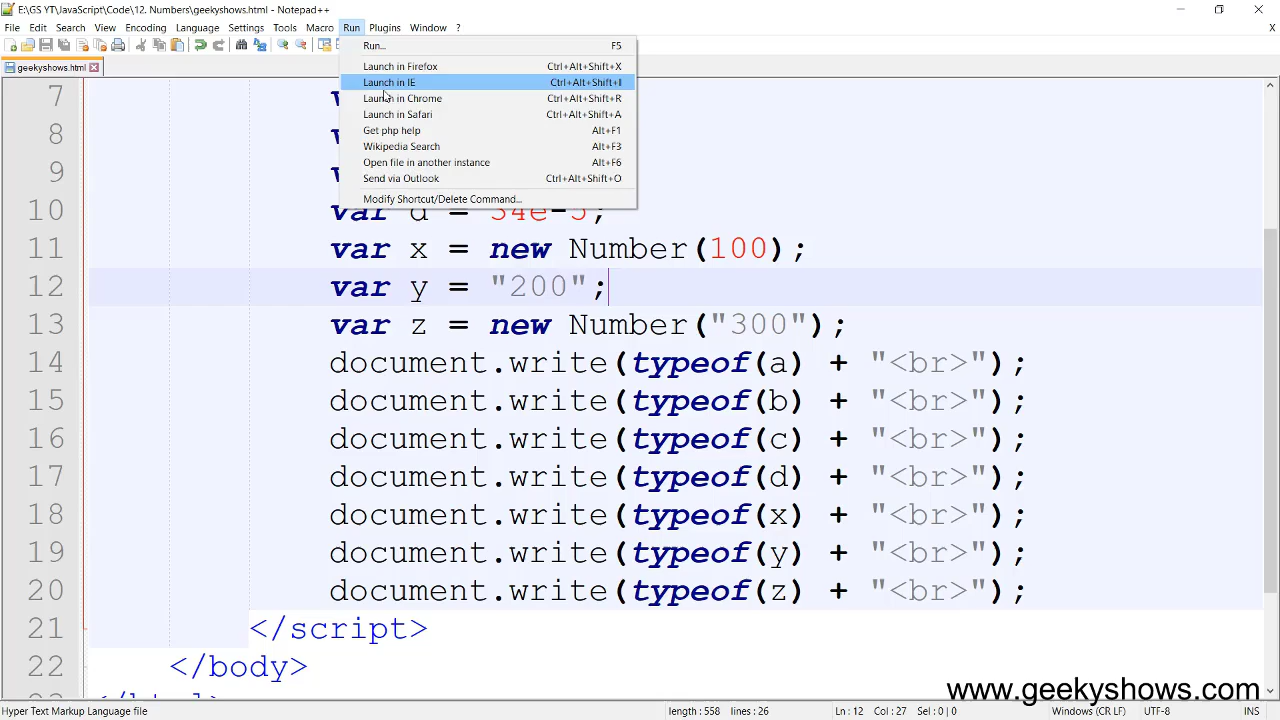 E:\GS YT\JavaScript\Code\12. Numbers\geekyshows.html - Notepad++
File Edit Search View Encoding Language Settings Tools Macro Run Plugins Window ? X
geekyshows.html
Run... F5
Launch in Firefox Ctrl+Alt+Shift+X
Launch in IE Ctrl+Alt+Shift+I
Launch in Chrome Ctrl+Alt+Shift+R
Launch in Safari Ctrl+Alt+Shift+A
Get php help Alt+F1
Wikipedia Search Alt+F3
Open file in another instance Alt+F6
Send via Outlook Ctrl+Alt+Shift+O
Modify Shortcut/Delete Command...
7
8
9
10 var d = 34e-5;
11 var x = new Number(100);
12 var y = "200";
13 var z = new Number("300");
14 document.write(typeof(a) + "<br>");
15 document.write(typeof(b) + "<br>");
16 document.write(typeof(c) + "<br>");
17 document.write(typeof(d) + "<br>");
18 document.write(typeof(x) + "<br>");
19 document.write(typeof(y) + "<br>");
20 document.write(typeof(z) + "<br>");
21 </script>
22 </body>
www.geekyshows.com
Hyper Text Markup Language file length : 558 lines : 26 Ln : 12 Col : 27 Sel : 0 | 0 Windows (CR LF) UTF-8 INS